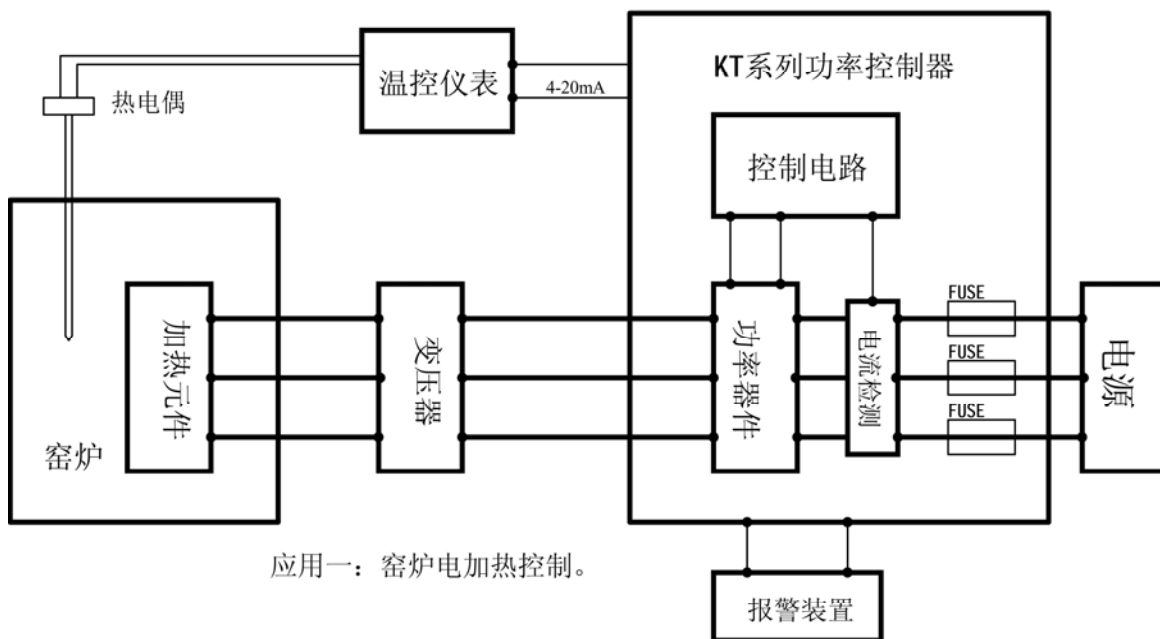 温控仪表
KT系列功率控制器
4-20mA
热电偶
控制电路
加热元件
变压器
功率器件
电流检测
FUSE
FUSE
FUSE
电源
窑炉
应用一：窑炉电加热控制。
报警装置